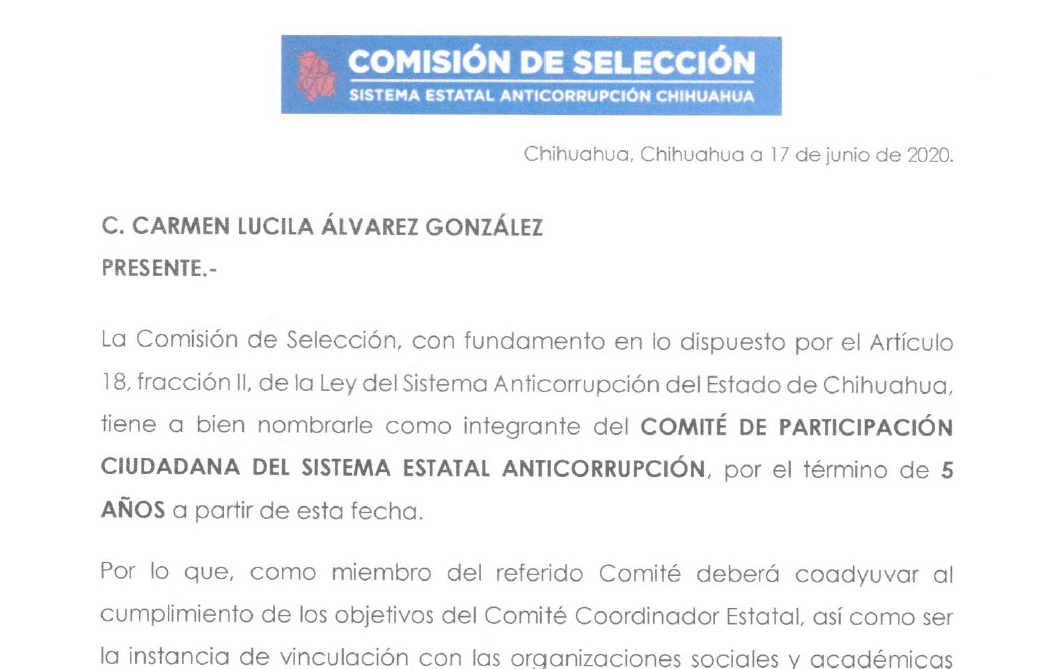 COMISIÓN DE SELECCIÓN
SISTEMA ESTATAL ANTICORRUPCIÓN CHIHUAHUA
Chihuahua, Chihuahua a 17 de junio de 2020.
C. CARMEN LUCILA ÁLVAREZ GONZÁLEZ
PRESENTE.-
La Comisión de Selección, con fundamento en lo dispuesto por el Artículo
18, fracción II, de la Ley del Sistema Anticorrupción del Estado de Chihuahua,
tiene a bien nombrarle como integrante del COMITÉ DE PARTICIPACIÓN
CIUDADANA DEL SISTEMA ESTATAL ANTICORRUPCIÓN, por el término de 5
AÑOS a partir de esta fecha.
Por lo que, como miembro del referido Comité deberá coadyuvar al
cumplimiento de los objetivos del Comité Coordinador Estatal, así como ser
la instancia de vinculación con las organizaciones sociales y académicas